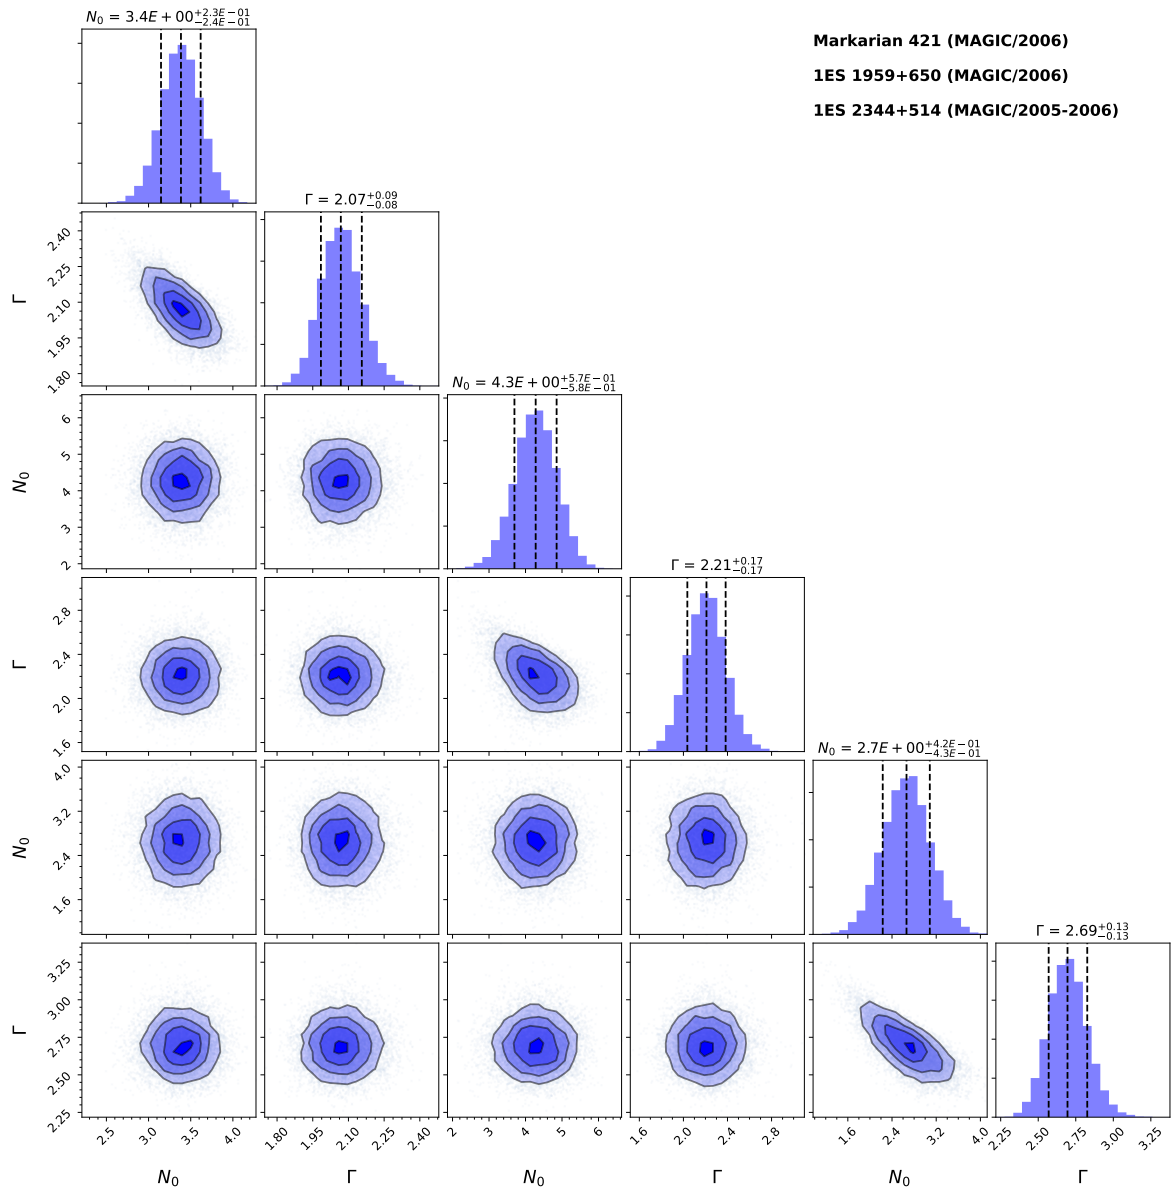 N₀ = 3.4E + 00 +2.3E−01 −2.4E−01
Markarian 421 (MAGIC/2006)
1ES 1959+650 (MAGIC/2006)
1ES 2344+514 (MAGIC/2005-2006)
Γ = 2.07 +0.09 −0.08
Γ
2.40
2.25
2.10
1.95
1.80
N₀ = 4.3E + 00 +5.7E−01 −5.8E−01
N₀
6
5
4
3
2
Γ = 2.21 +0.17 −0.17
Γ
2.8
2.4
2.0
1.6
N₀ = 2.7E + 00 +4.2E−01 −4.3E−01
N₀
4.0
3.2
2.4
1.6
Γ = 2.69 +0.13 −0.13
Γ
3.25
3.00
2.75
2.50
2.25
2.5 3.0 3.5 4.0 1.80 1.95 2.10 2.25 2.40 2 3 4 5 6 1.6 2.0 2.4 2.8 1.6 2.4 3.2 4.0 2.25 2.50 2.75 3.00 3.25
N₀ Γ N₀ Γ N₀ Γ